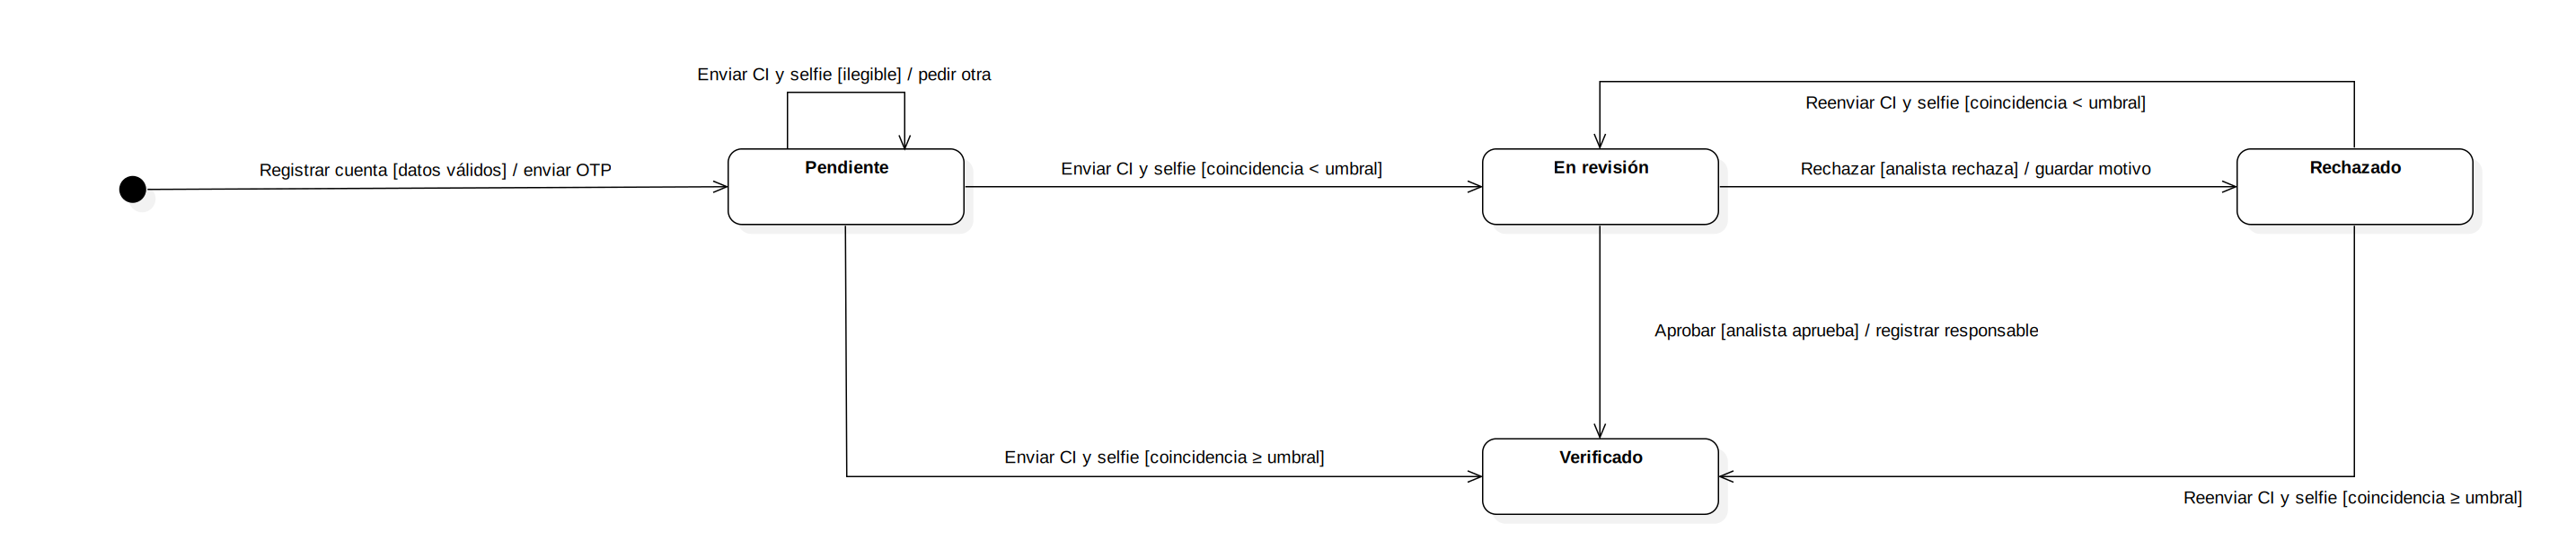 Enviar CI y selfie [ilegible] / pedir otra
Reenviar CI y selfie [coincidencia < umbral]
Registrar cuenta [datos válidos] / enviar OTP
Pendiente
Enviar CI y selfie [coincidencia < umbral]
En revisión
Rechazar [analista rechaza] / guardar motivo
Rechazado
Aprobar [analista aprueba] / registrar responsable
Enviar CI y selfie [coincidencia ≥ umbral]
Verificado
Reenviar CI y selfie [coincidencia ≥ umbral]